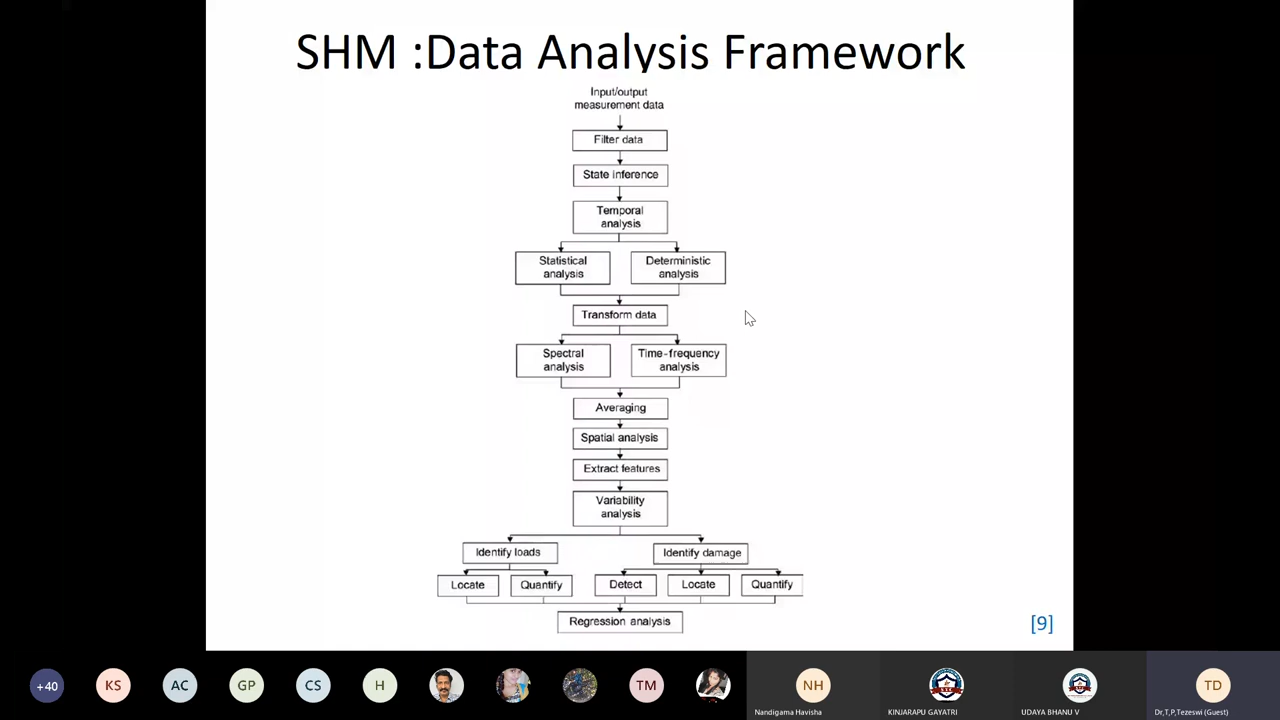 SHM :Data Analysis Framework
Input/output
measurement data
Filter data
State inference
Temporal
analysis
Statistical
analysis
Deterministic
analysis
Transform data
Spectral
analysis
Time-frequency
analysis
Averaging
Spatial analysis
Extract features
Variability
analysis
Identify loads
Identify damage
Locate
Quantify
Detect
Locate
Quantify
Regression analysis
[9]
+40
KS
AC
GP
CS
H
TM
NH
TD
Nandigama Havisha
KINJARAPU GAYATRI
UDAYA BHANU V
Dr,T,P,Tezeswi (Guest)